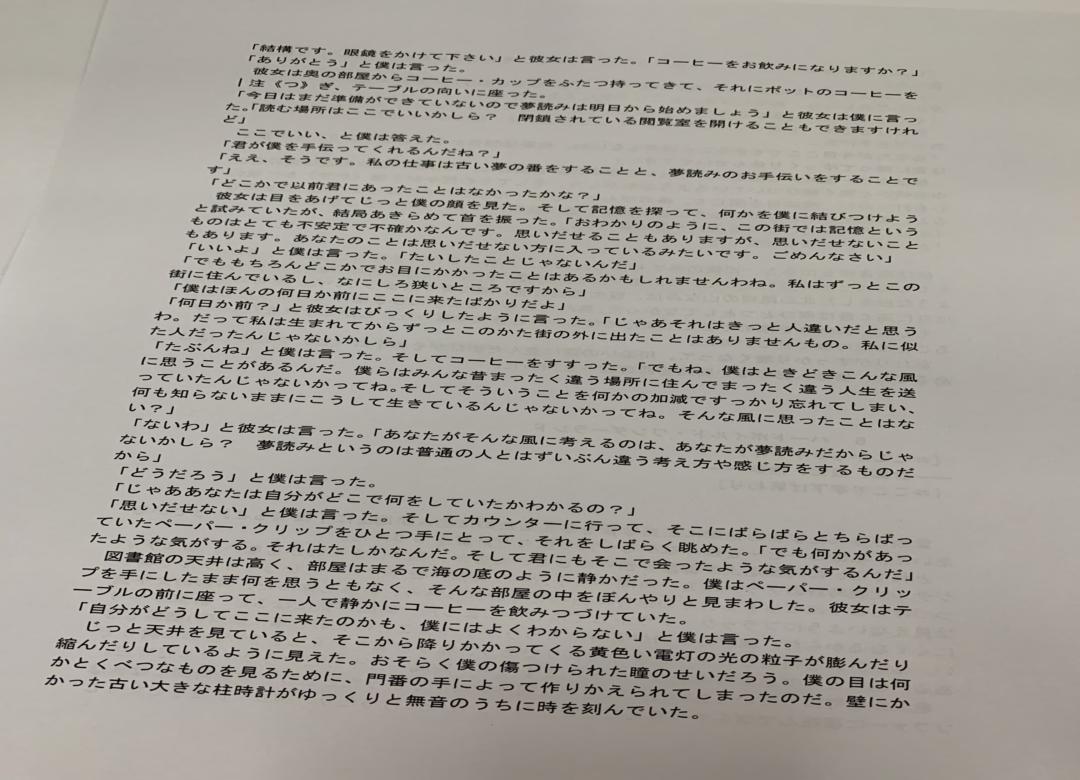 「結構です。眼鏡をかけて下さい」と彼女は言った。「コーヒーをお飲みになりますか?」
「ありがとう」と僕は言った。
　彼女は奥の部屋からコーヒー・カップをふたつ持ってきて、それにポットのコーヒーを
｜注《つ》ぎ、テーブルの向いに座った。
「今日はまだ準備ができていないので夢読みは明日から始めましょう」と彼女は僕に言っ
た。「読む場所はここでいいかしら?　閉鎖されている閲覧室を開けることもできますけれ
ど」
　ここでいい、と僕は答えた。
「君が僕を手伝ってくれるんだね?」
「ええ、そうです。私の仕事は古い夢の番をすることと、夢読みのお手伝いをすることで
す」
「どこかで以前君にあったことはなかったかな?」
　彼女は目をあげてじっと僕の顔を見た。そして記憶を探って、何かを僕に結びつけよう
と試みていたが、結局あきらめて首を振った。「おわかりのように、この街では記憶という
ものはとても不安定で不確かなんです。思いだせることもありますが、思いだせないこと
もあります。あなたのことは思いだせない方に入っているみたいです。ごめんなさい」
「いいよ」と僕は言った。「たいしたことじゃないんだ」
「でももちろんどこかでお目にかかったことはあるかもしれませんわね。私はずっとこの
街に住んでいるし、なにしろ狭いところですから」
「僕はほんの何日か前にここに来たばかりだよ」
「何日か前?」と彼女はびっくりしたように言った。「じゃあそれはきっと人違いだと思う
わ。だって私は生まれてからずっとこのかた街の外に出たことはありませんもの。私に似
た人だったんじゃないかしら」
「たぶんね」と僕は言った。そしてコーヒーをすすった。「でもね、僕はときどきこんな風
に思うことがあるんだ。僕らはみんな昔まったく違う場所に住んでまったく違う人生を送
っていたんじゃないかってね。そしてそういうことを何かの加減ですっかり忘れてしまい、
何も知らないままにこうして生きているんじゃないかってね。そんな風に思ったことはな
い?」
「ないわ」と彼女は言った。「あなたがそんな風に考えるのは、あなたが夢読みだからじゃ
ないかしら?　夢読みというのは普通の人とはずいぶん違う考え方や感じ方をするものだ
から」
「どうだろう」と僕は言った。
「じゃああなたは自分がどこで何をしていたかわかるの?」
「思いだせない」と僕は言った。そしてカウンターに行って、そこにばらばらとちらばっ
ていたペーパー・クリップをひとつ手にとって、それをしばらく眺めた。「でも何かがあっ
たような気がする。それはたしかなんだ。そして君にもそこで会ったような気がするんだ」
　図書館の天井は高く、部屋はまるで海の底のように静かだった。僕はペーパー・クリッ
プを手にしたまま何を思うともなく、そんな部屋の中をぼんやりと見まわした。彼女はテ
ーブルの前に座って、一人で静かにコーヒーを飲みつづけていた。
「自分がどうしてここに来たのかも、僕にはよくわからない」と僕は言った。
　じっと天井を見ていると、そこから降りかかってくる黄色い電灯の光の粒子が膨んだり
縮んだりしているように見えた。おそらく僕の傷つけられた瞳のせいだろう。僕の目は何
かとくべつなものを見るために、門番の手によって作りかえられてしまったのだ。壁にか
かった古い大きな柱時計がゆっくりと無音のうちに時を刻んでいた。